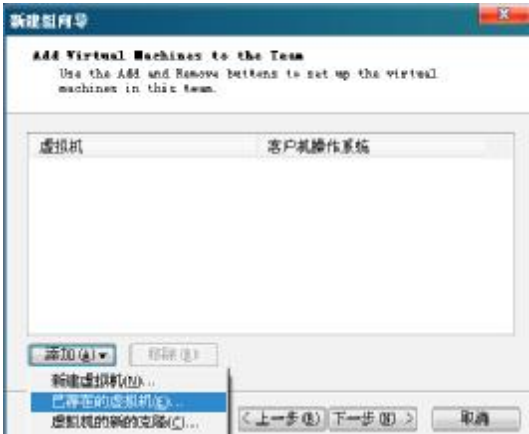 新建组向导
Add Virtual Machines to the Team
Use the Add and Remove buttons to set up the virtual
machines in this team.
虚拟机 客户机操作系统
添加(A) 移除(R)
新建虚拟机(N)...
已存在的虚拟机(E)...
虚拟机的新的克隆(C)...
<上一步(B) 下一步(N) > 取消